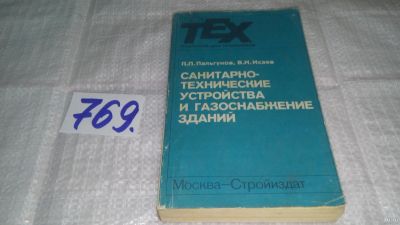 769.
ТЕХ
П.П. Пальгунов, В.Н. Исаев
САНИТАРНО-
ТЕХНИЧЕСКИЕ
УСТРОЙСТВА
И ГАЗОСНАБЖЕНИЕ
ЗДАНИЙ
Москва–Стройиздат